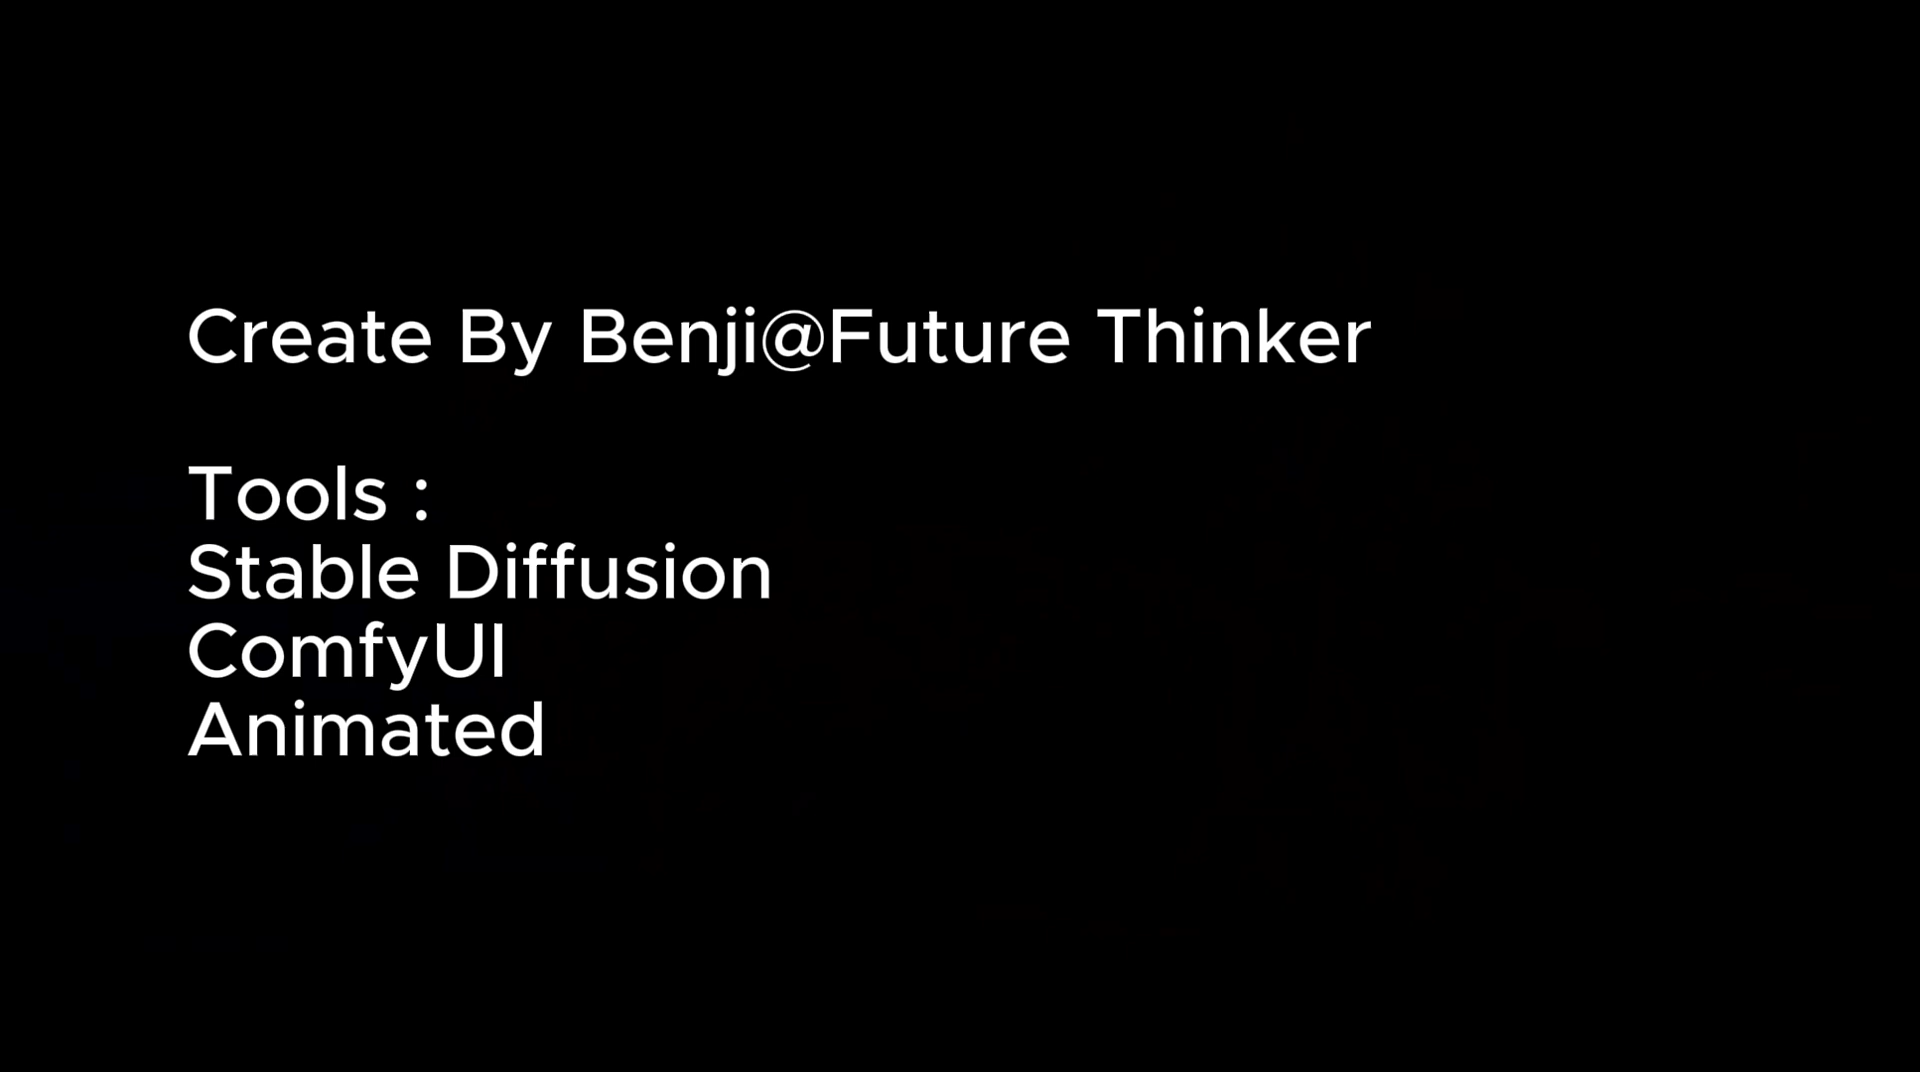 Create By Benji@Future Thinker
Tools :
Stable Diffusion
ComfyUI
Animated